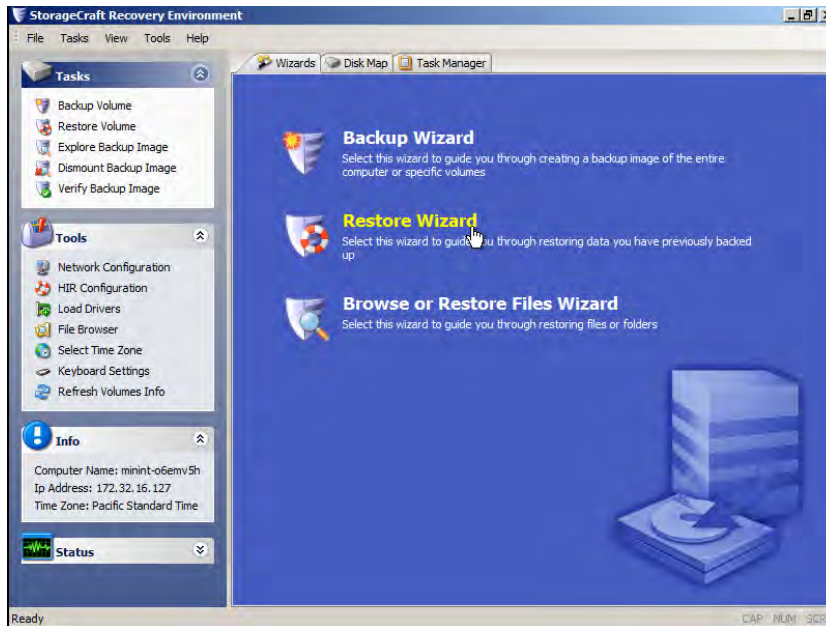 StorageCraft Recovery Environment
File Tasks View Tools Help
Tasks
Backup Volume
Restore Volume
Explore Backup Image
Dismount Backup Image
Verify Backup Image
Tools
Network Configuration
HIR Configuration
Load Drivers
File Browser
Select Time Zone
Keyboard Settings
Refresh Volumes Info
Info
Computer Name: minint-o6emv5h
Ip Address: 172.32.16.127
Time Zone: Pacific Standard Time
Status
Wizards Disk Map Task Manager
Backup Wizard
Select this wizard to guide you through creating a backup image of the entire
computer or specific volumes
Restore Wizard
Select this wizard to guide you through restoring data you have previously backed
up
Browse or Restore Files Wizard
Select this wizard to guide you through restoring files or folders
Ready
CAP NUM SCR